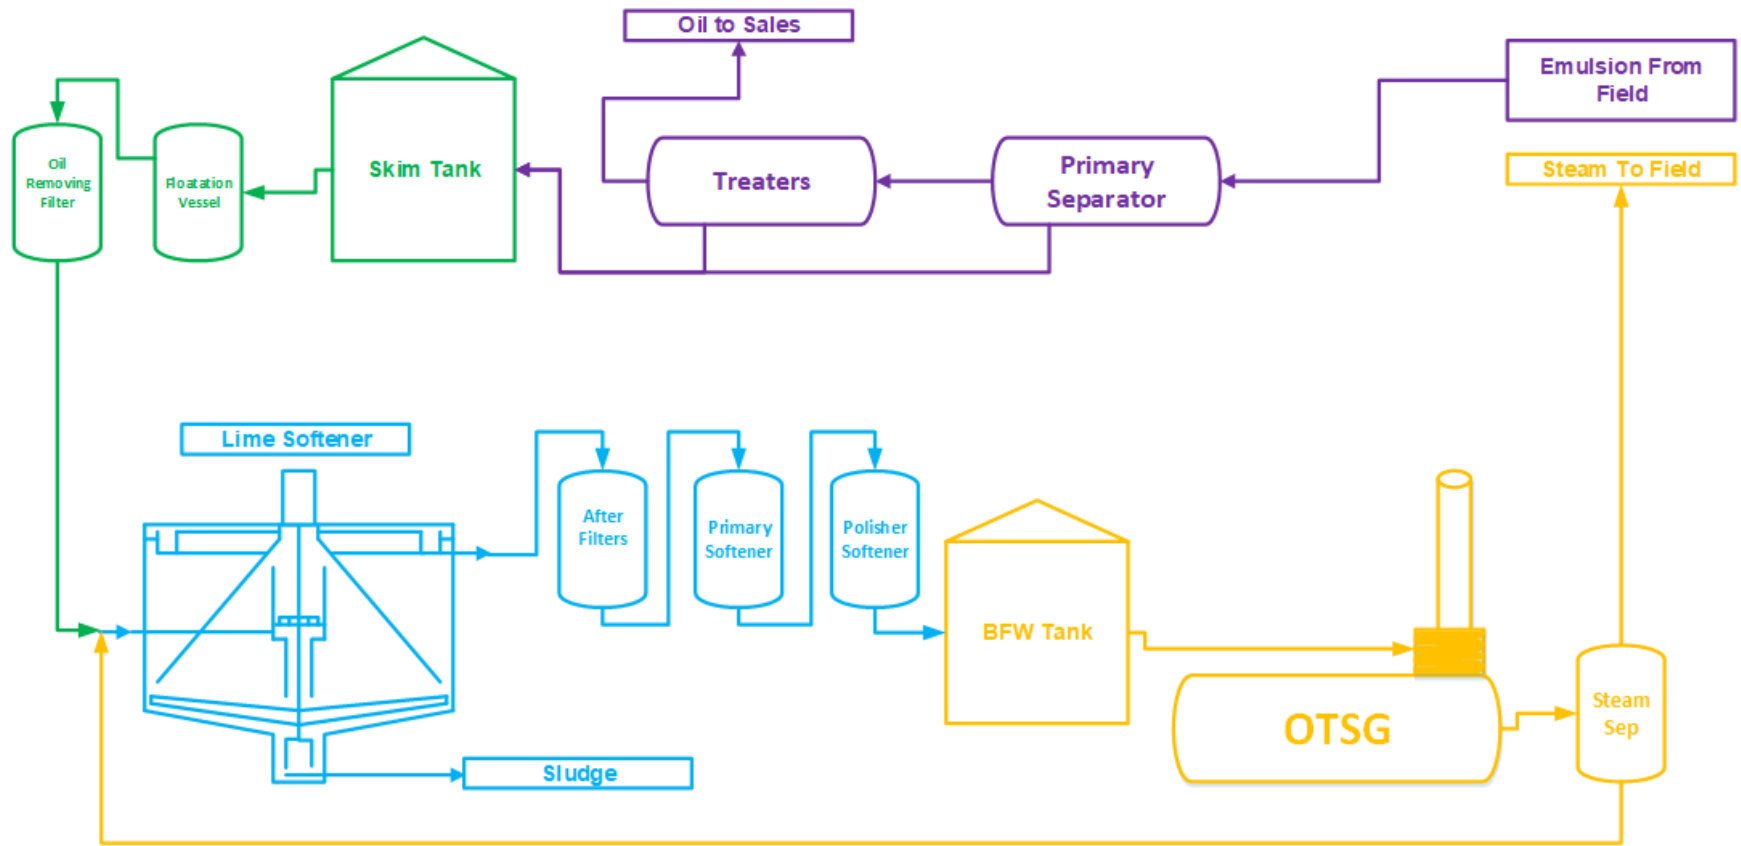 Oil to Sales
Emulsion From
Field
Steam To Field
Primary
Separator
Treaters
Skim Tank
Floatation
Vessel
Oil
Removing
Filter
Lime Softener
After
Filters
Primary
Softener
Polisher
Softener
BFW Tank
OTSG
Steam
Sep
Sludge